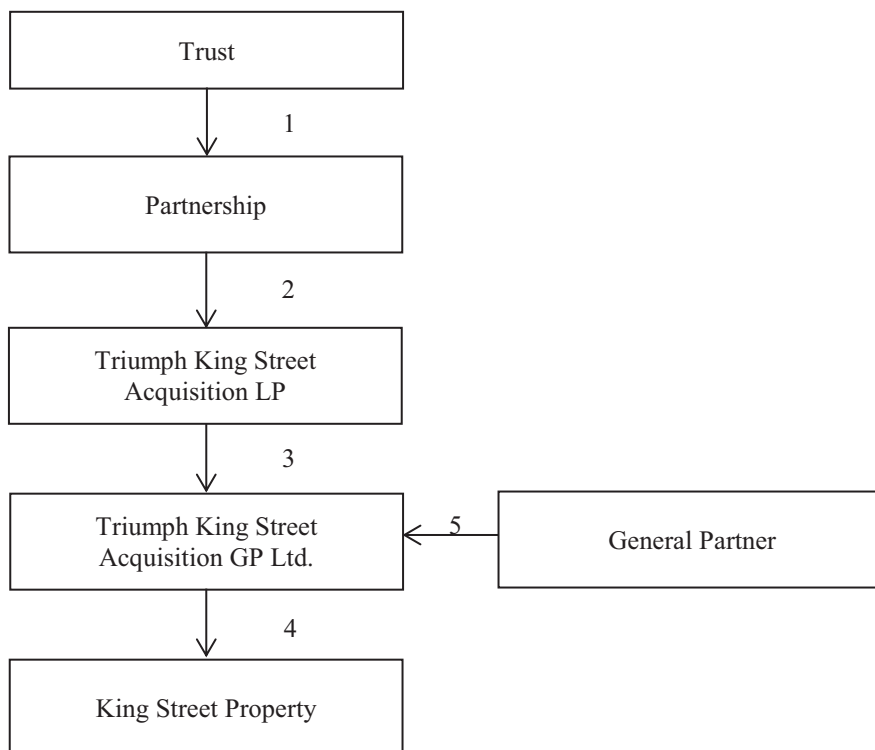 Trust
1
Partnership
2
Triumph King Street
Acquisition LP
3
Triumph King Street
Acquisition GP Ltd.
5
General Partner
4
King Street Property